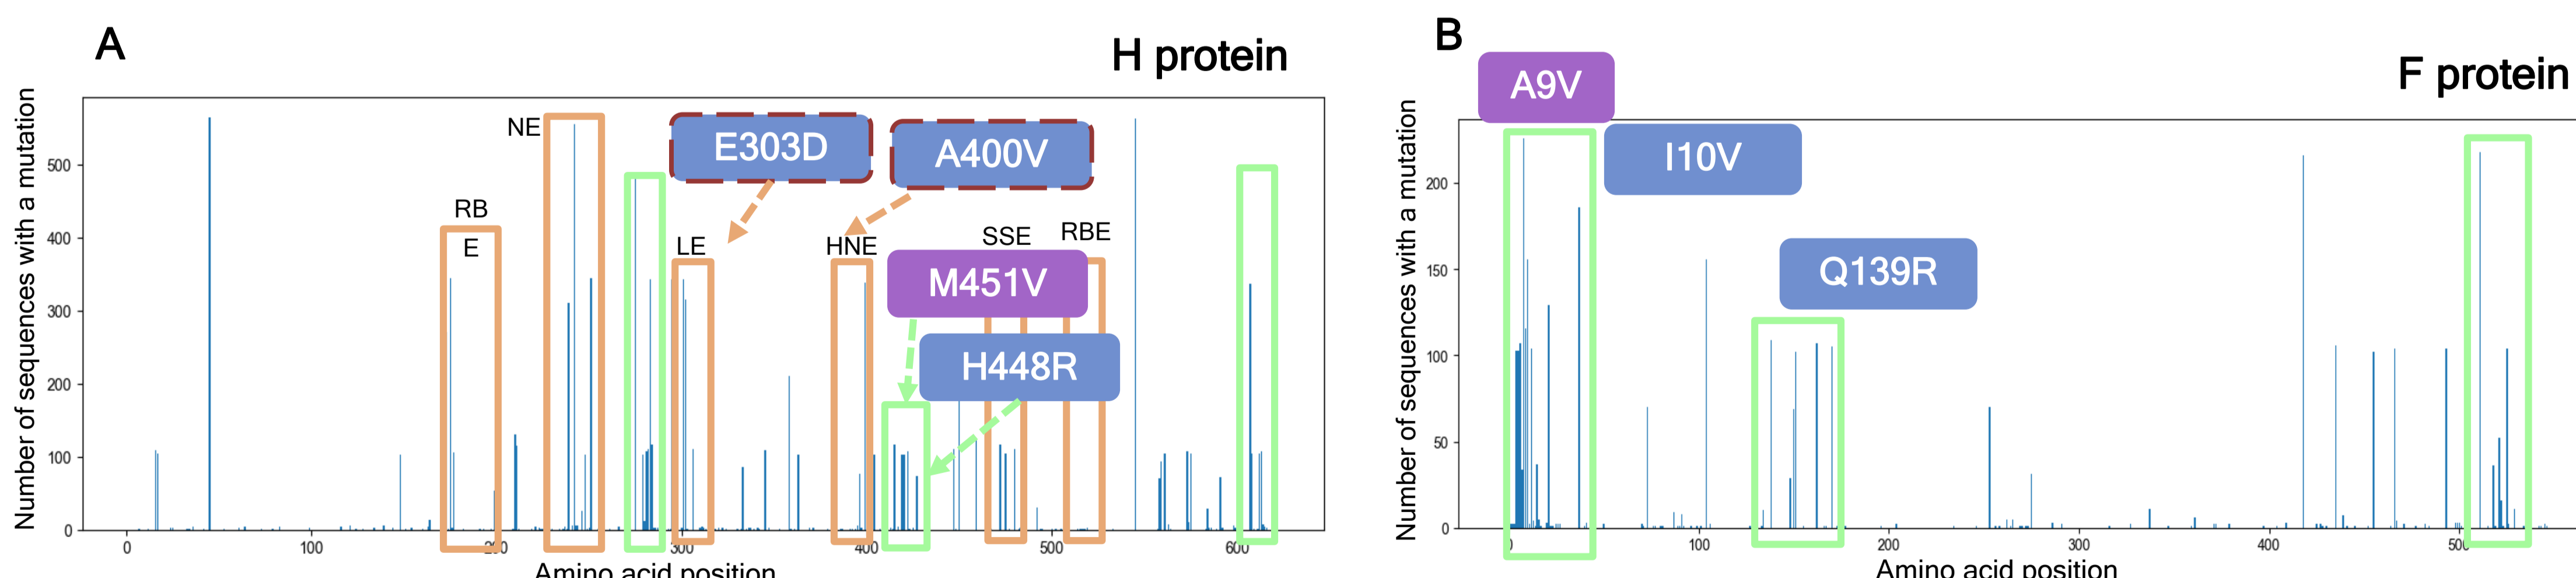 A
H protein
Number of sequences with a mutation
500
400
300
200
100
0
NE
RB
E
E303D
A400V
LE
HNE
SSE
RBE
M451V
H448R
0
100
200
300
400
500
600
Amino acid position
B
F protein
A9V
I10V
Q139R
Number of sequences with a mutation
200
150
100
50
0
0
100
200
300
400
500
Amino acid position